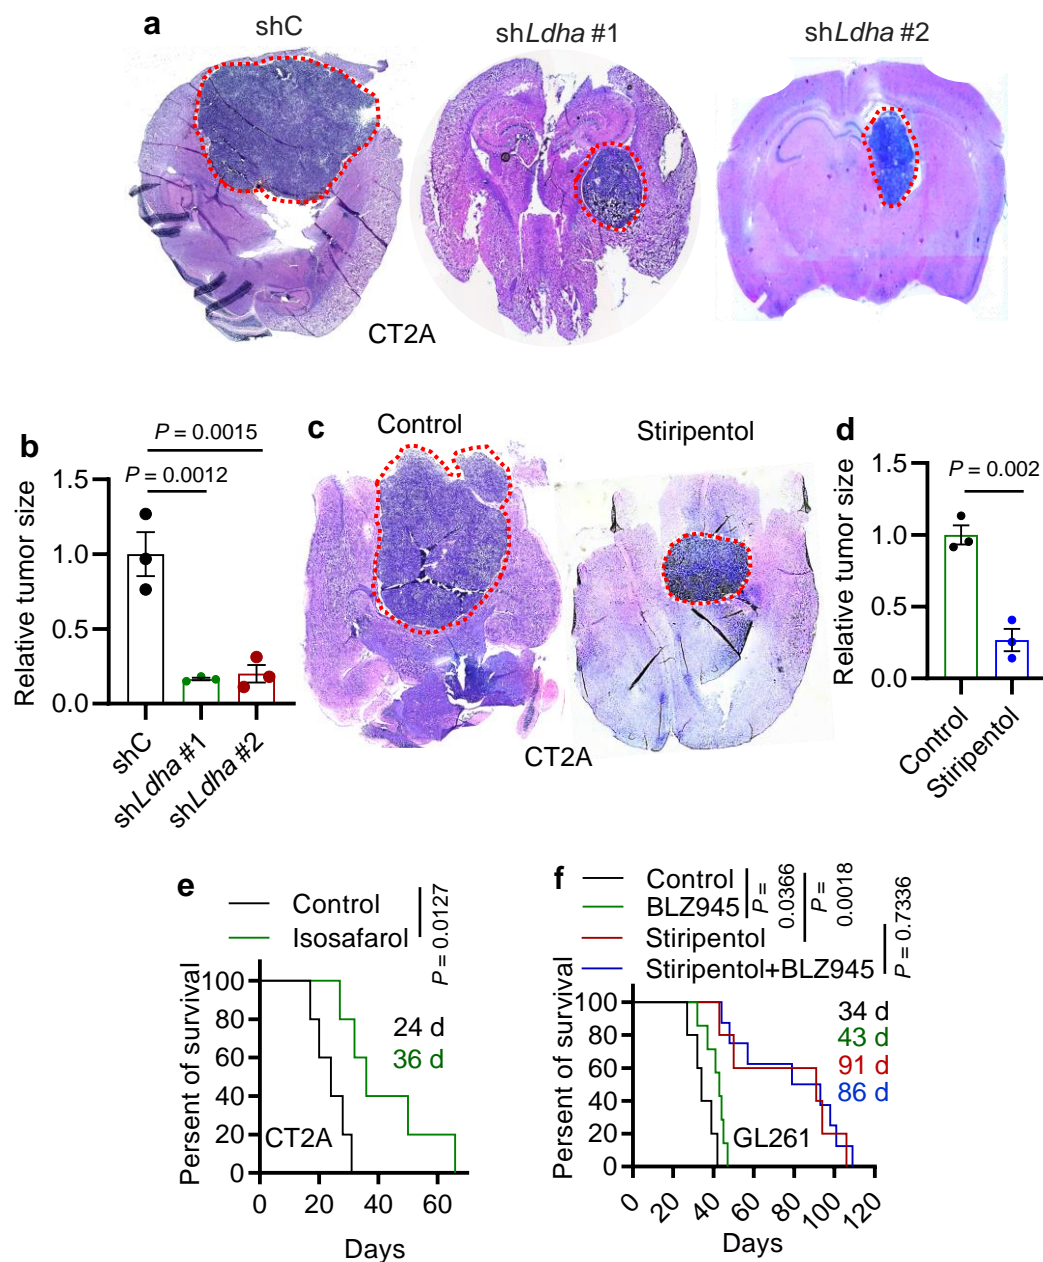 a
shC
shLdha #1
shLdha #2
CT2A
b
P = 0.0015
P = 0.0012
Relative tumor size
1.5
1.0
0.5
0.0
shC
shLdha #1
shLdha #2
c
Control
Stiripentol
CT2A
d
P = 0.002
Relative tumor size
1.5
1.0
0.5
0.0
Control
Stiripentol
e
Control
Isosafarol
P = 0.0127
Persent of survival
100
80
60
40
20
0
24 d
36 d
CT2A
0 20 40 60
Days
f
Control
BLZ945
Stiripentol
Stiripentol+BLZ945
P =
0.0366
P =
0.0018
P = 0.7336
Persent of survival
100
80
60
40
20
0
34 d
43 d
91 d
86 d
GL261
0 20 40 60 80 100 120
Days